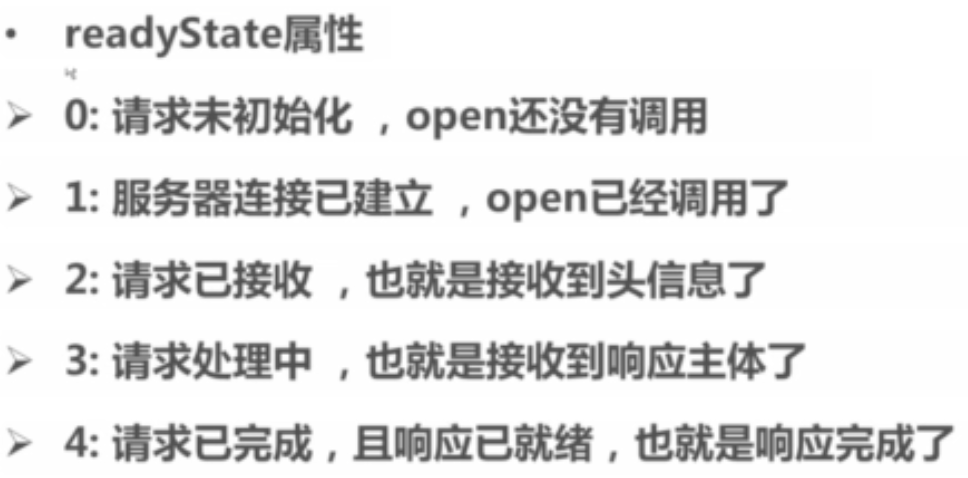 • readyState属性
➢ 0: 请求未初始化 ，open还没有调用
➢ 1: 服务器连接已建立 ，open已经调用了
➢ 2: 请求已接收 ，也就是接收到头信息了
➢ 3: 请求处理中 ，也就是接收到响应主体了
➢ 4: 请求已完成，且响应已就绪，也就是响应完成了